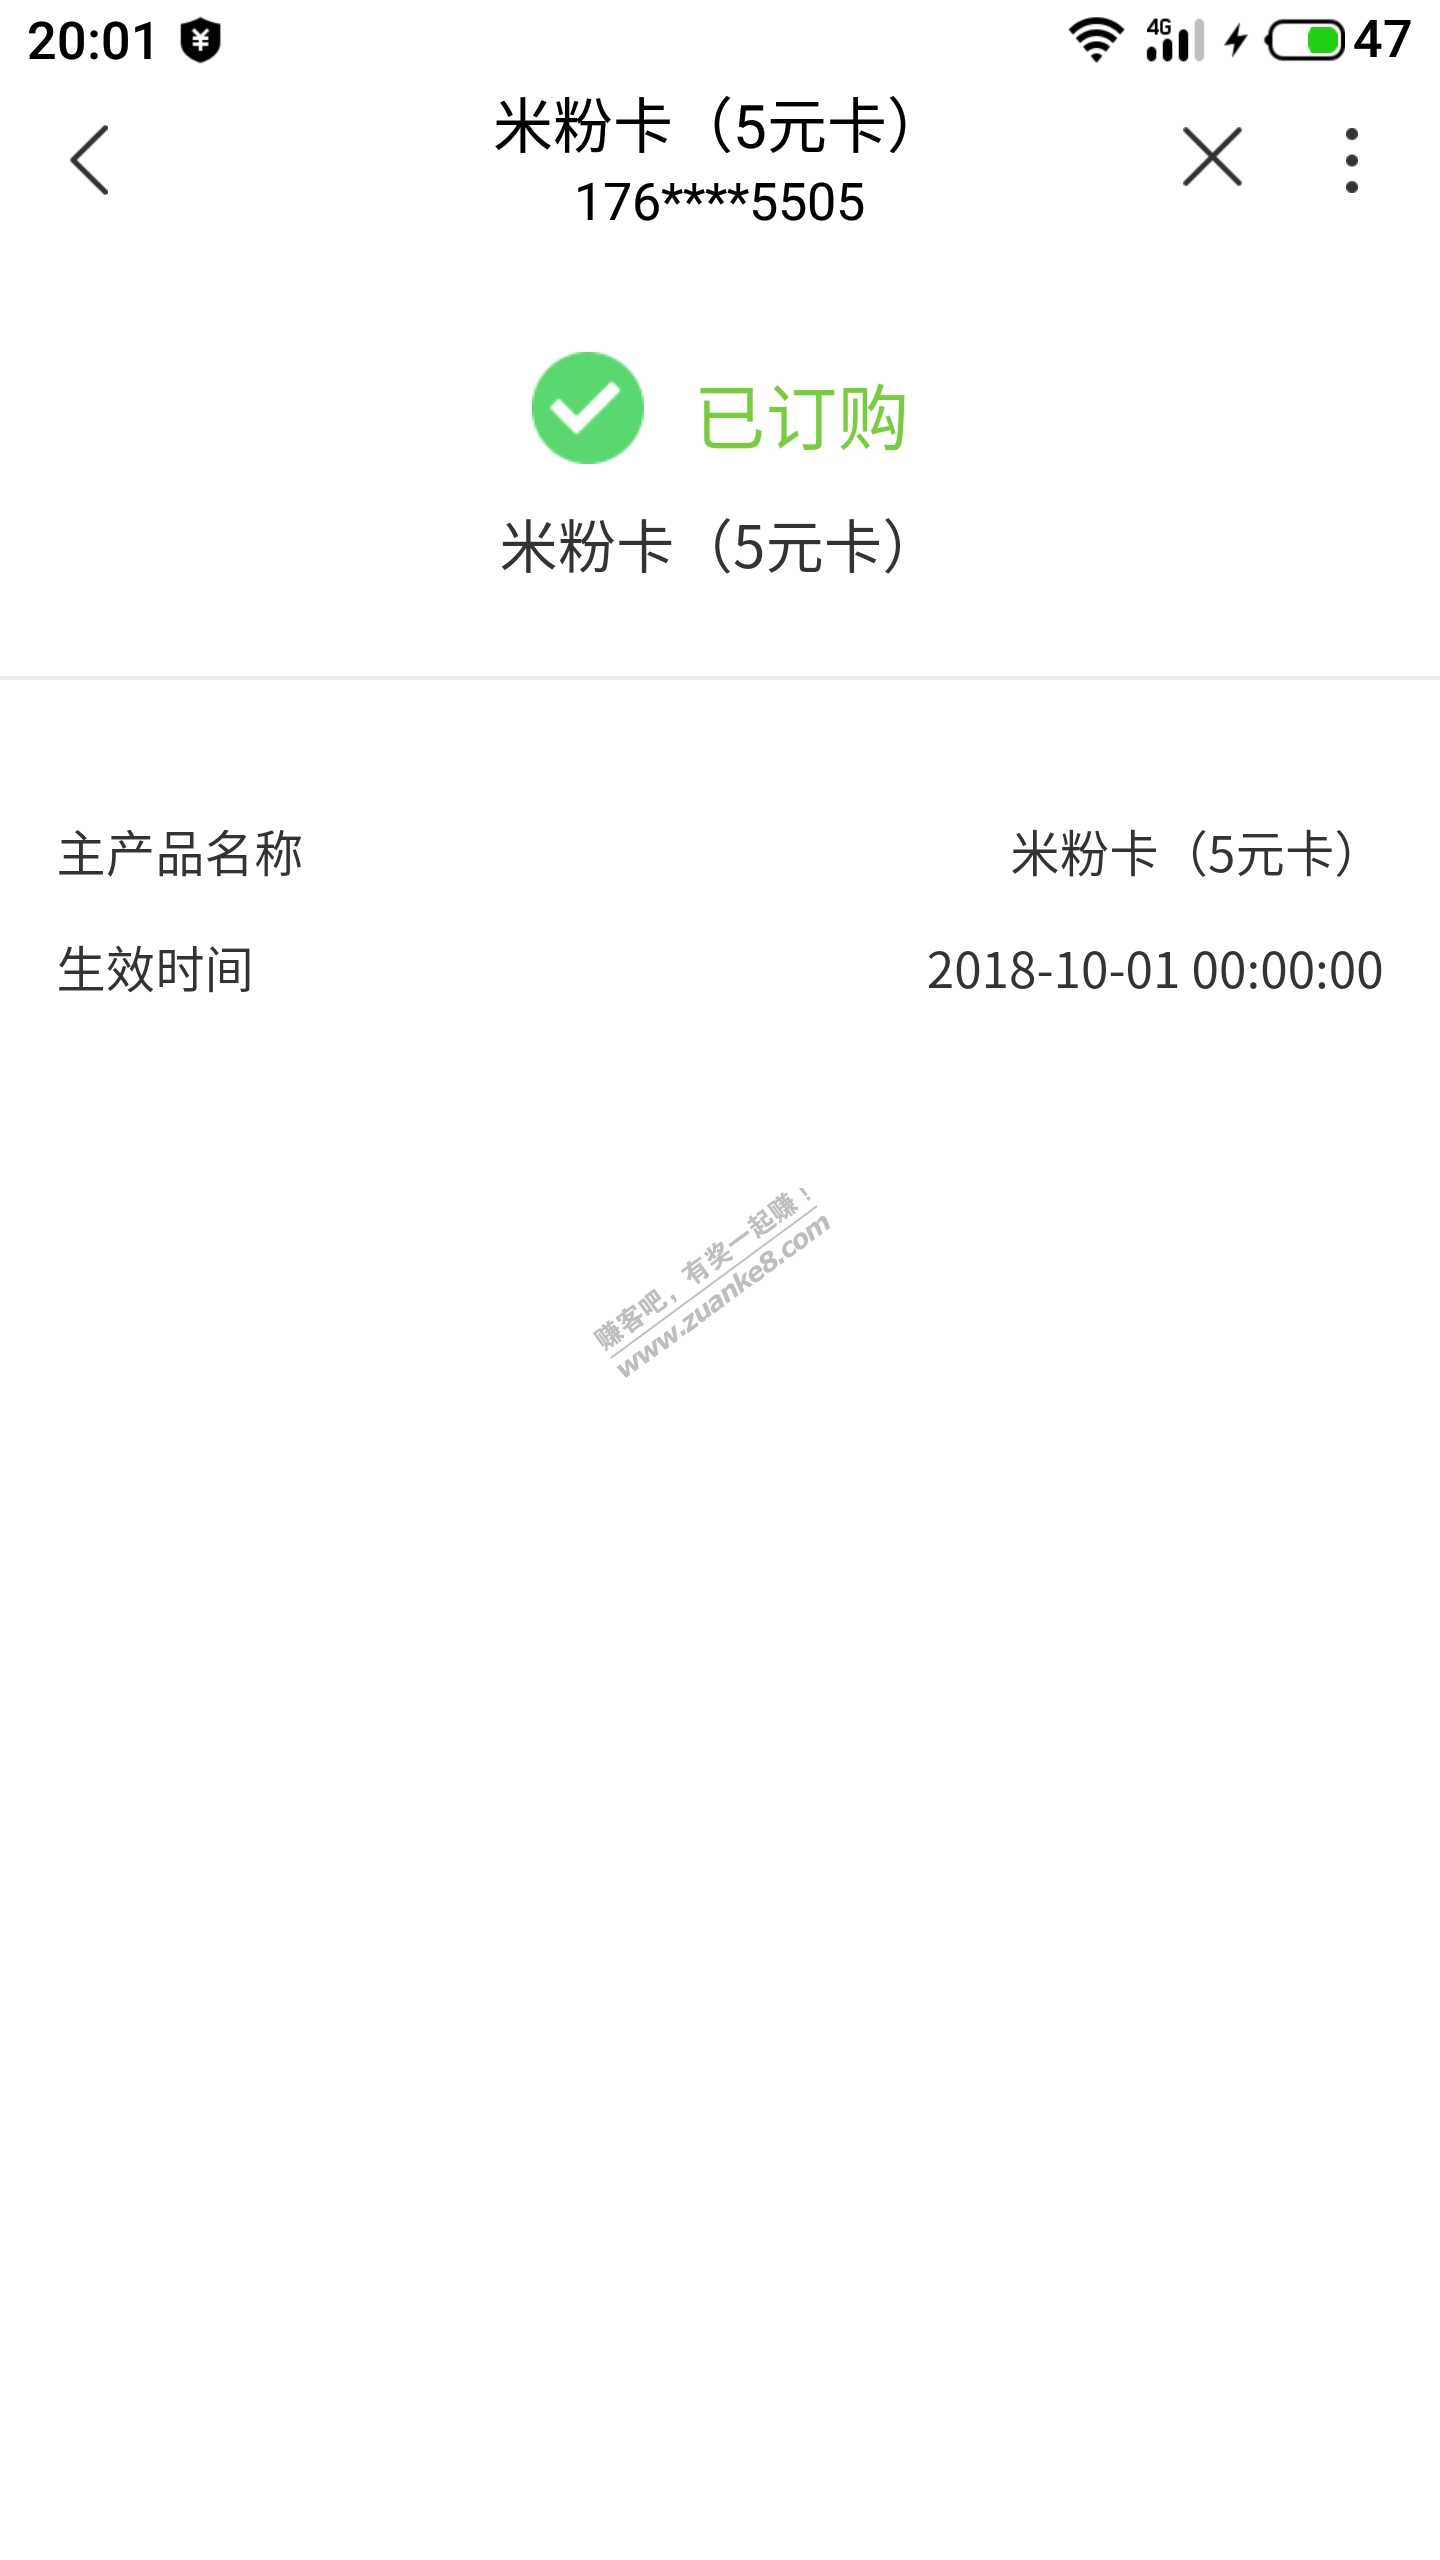 20:01
4G
47
米粉卡（5元卡）
176****5505
已订购
米粉卡（5元卡）
主产品名称 米粉卡（5元卡）
生效时间 2018-10-01 00:00:00
赚客吧，有奖一起赚！
www.zuanke8.com